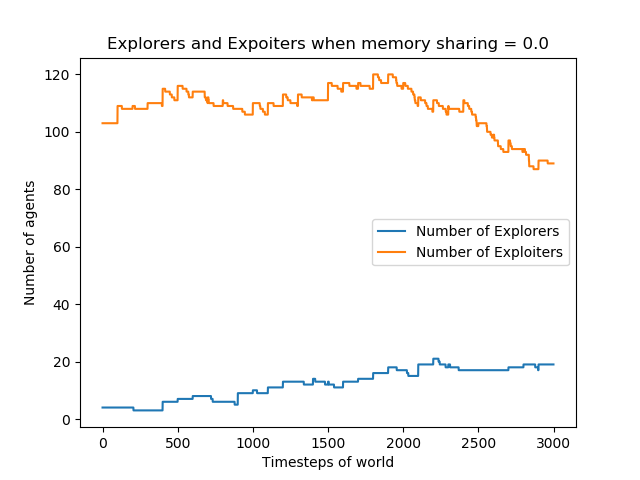 Explorers and Expoiters when memory sharing = 0.0
120
100
80
60
40
20
0
Number of agents
Number of Explorers
Number of Exploiters
0 500 1000 1500 2000 2500 3000
Timesteps of world